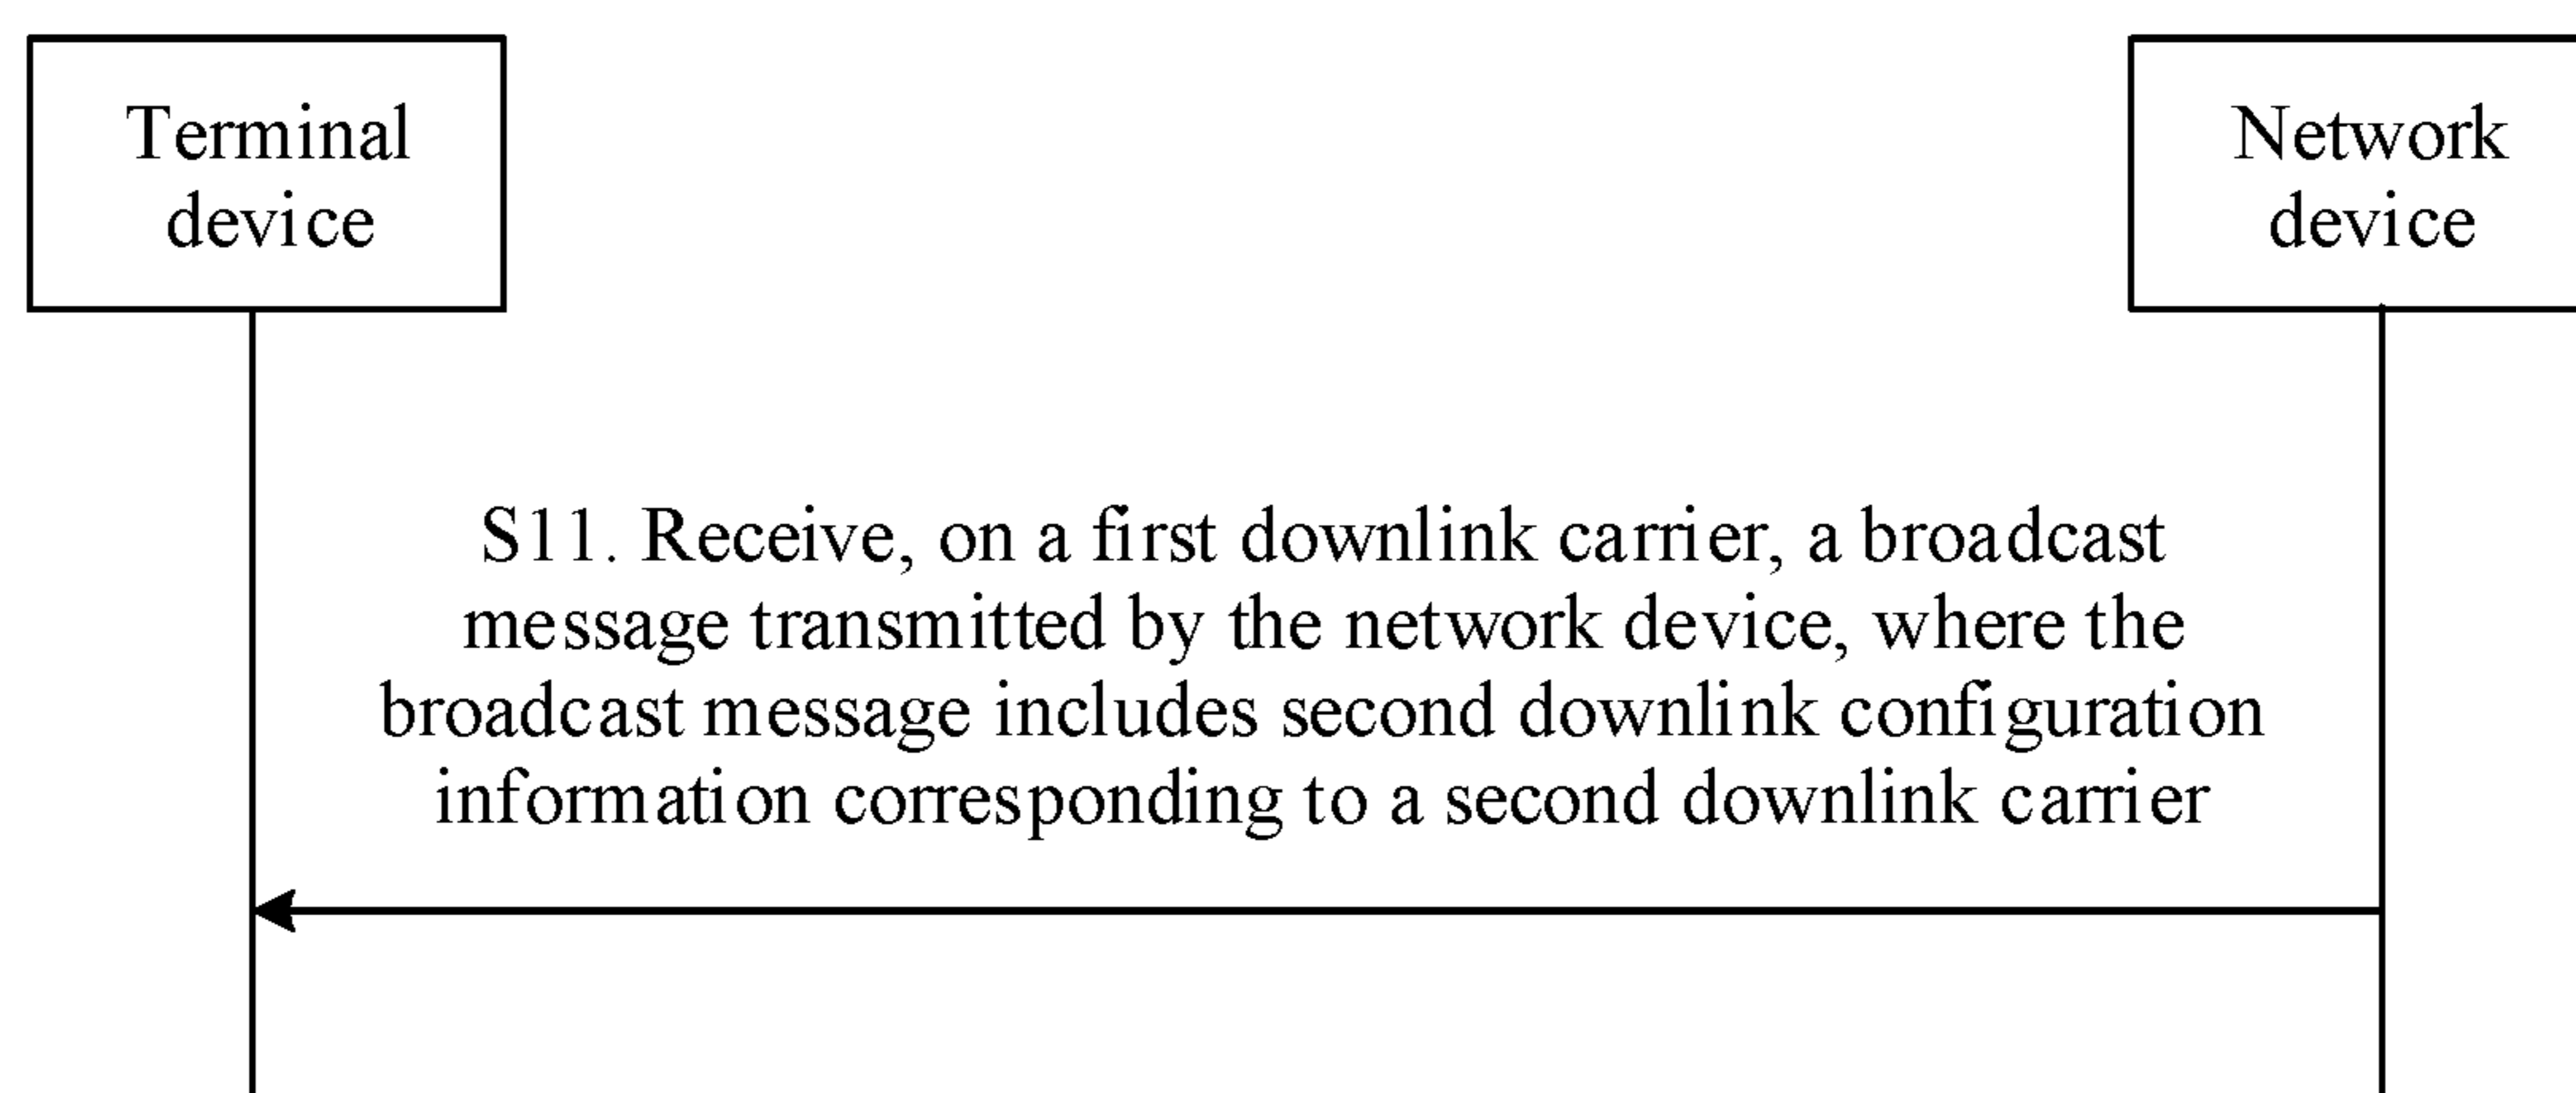 Terminal
device
Network
device
S11. Receive, on a first downlink carrier, a broadcast
message transmitted by the network device, where the
broadcast message includes second downlink configuration
information corresponding to a second downlink carrier